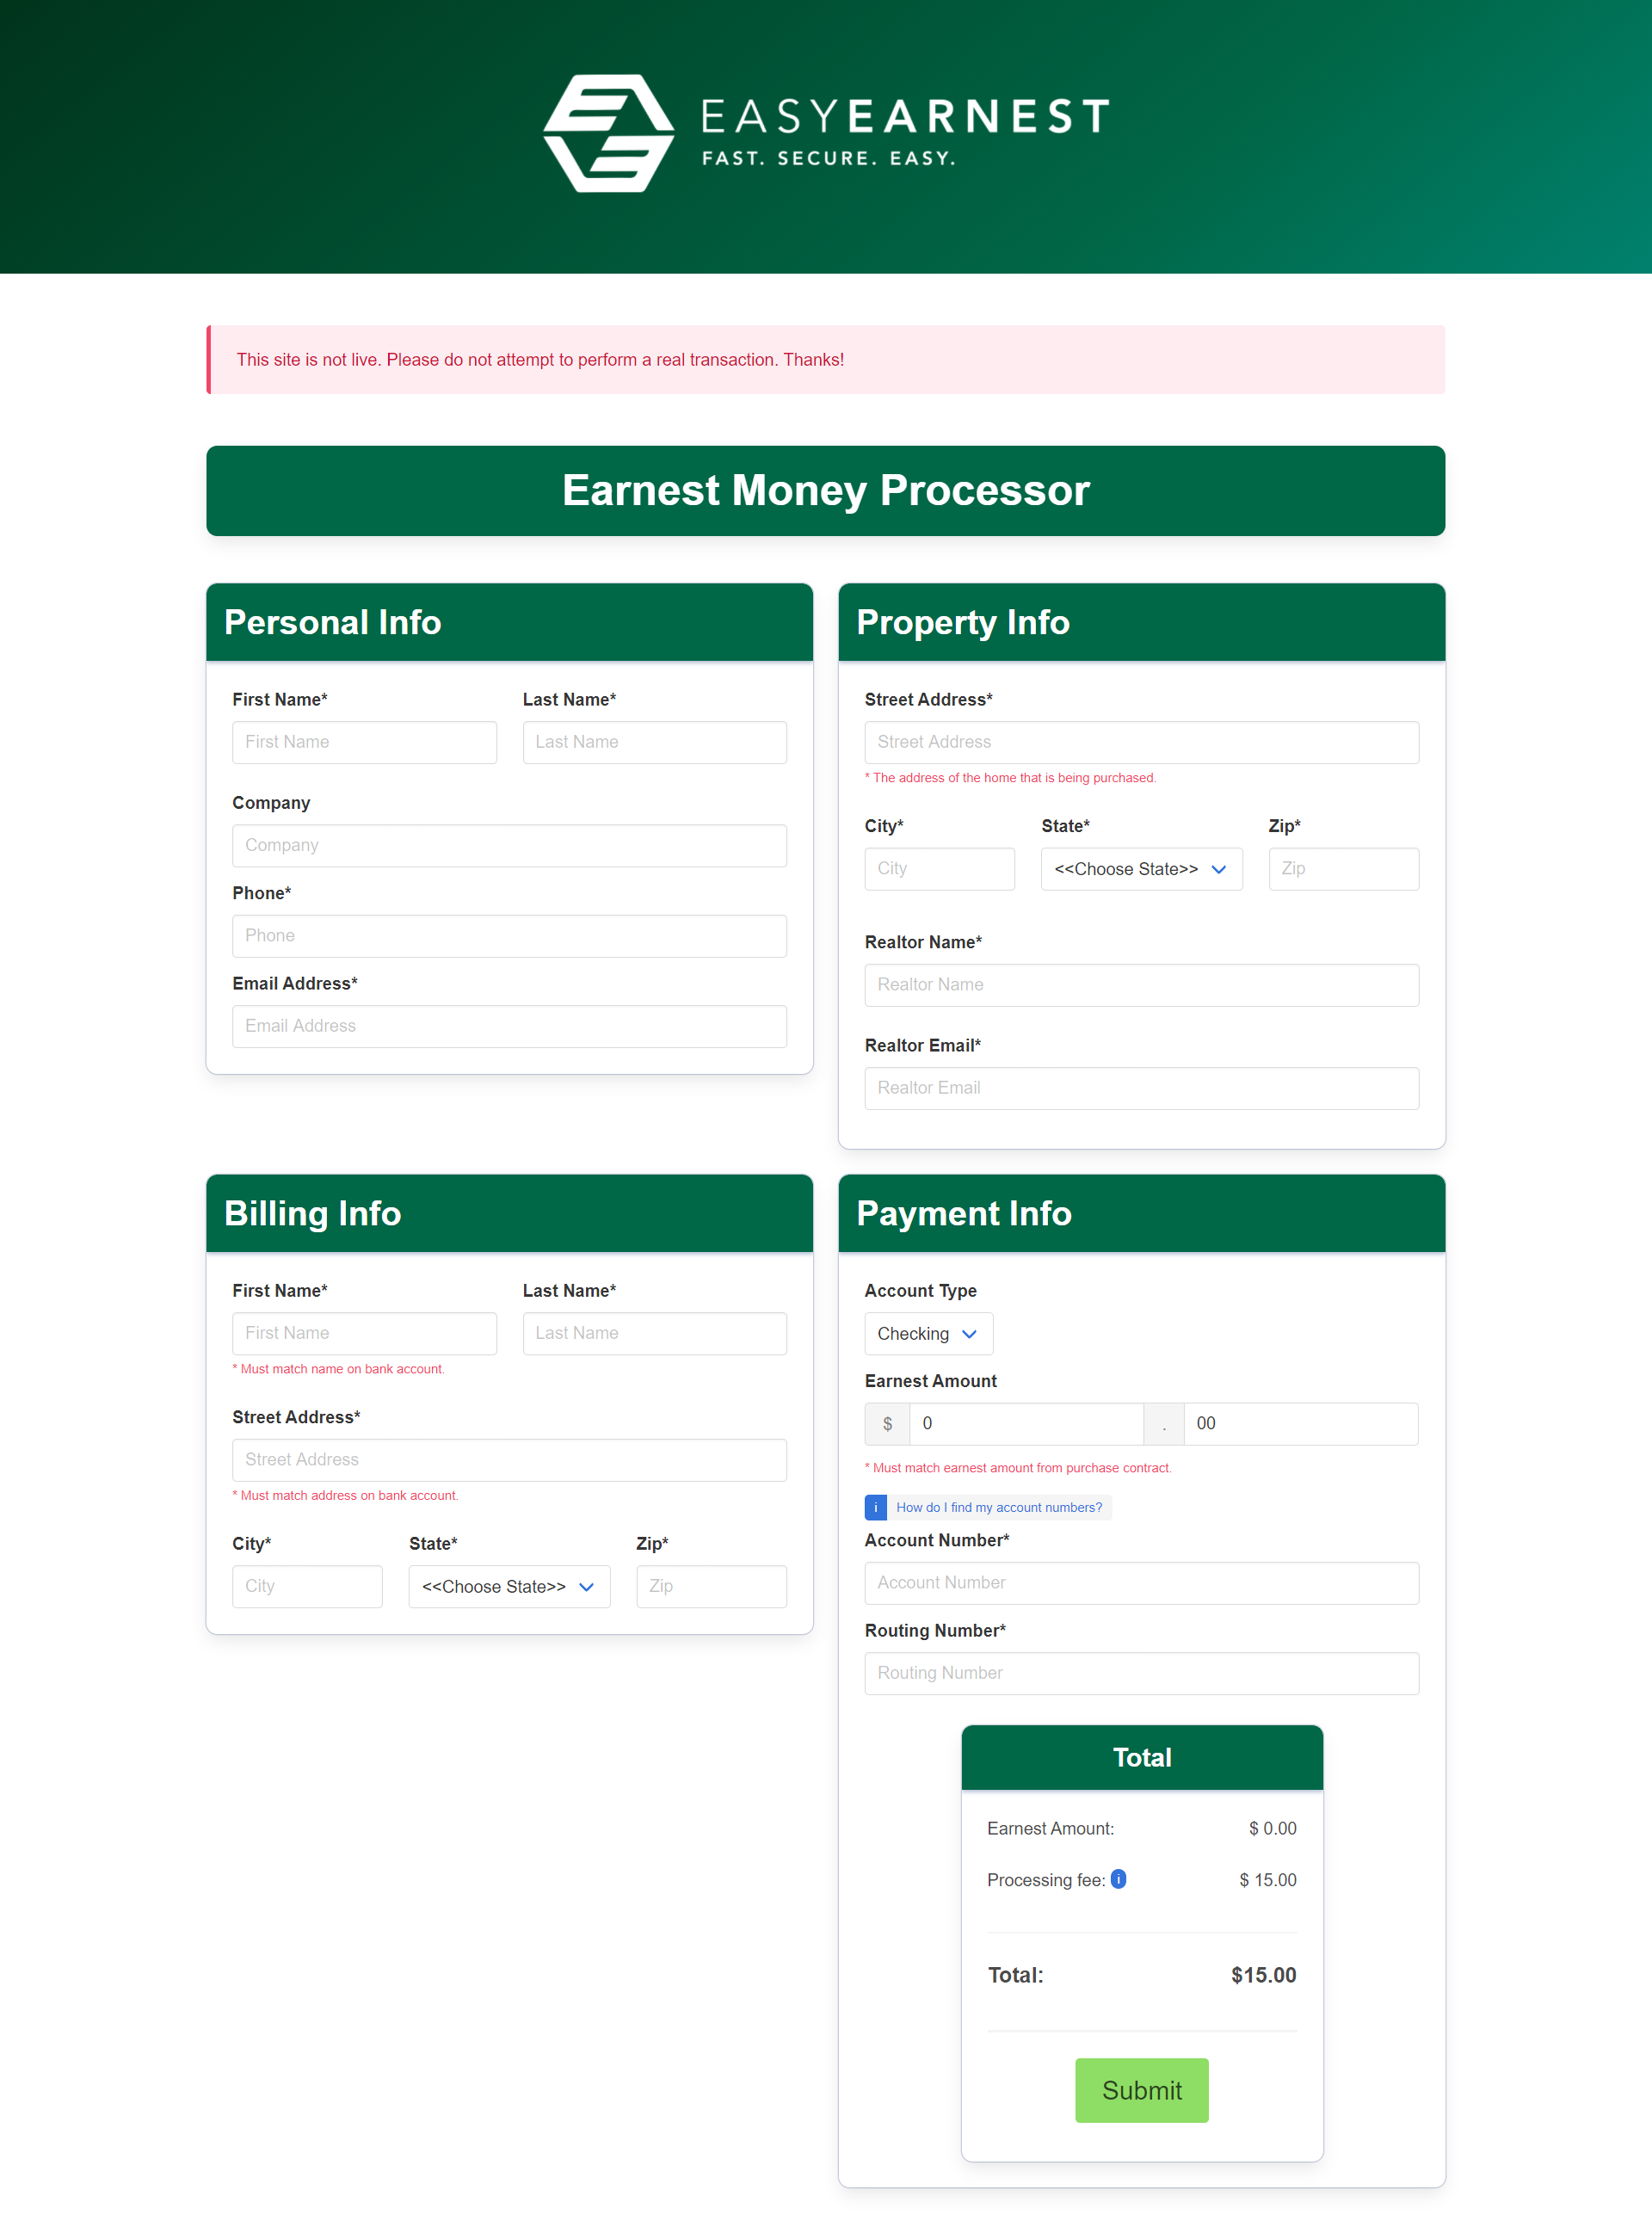 EASYEARNEST
FAST. SECURE. EASY.
This site is not live. Please do not attempt to perform a real transaction. Thanks!
Earnest Money Processor
Personal Info
First Name* Last Name*
First Name Last Name
Company
Company
Phone*
Phone
Email Address*
Email Address
Property Info
Street Address*
Street Address
* The address of the home that is being purchased.
City* State* Zip*
City <<Choose State>> Zip
Realtor Name*
Realtor Name
Realtor Email*
Realtor Email
Billing Info
First Name* Last Name*
First Name Last Name
* Must match name on bank account.
Street Address*
Street Address
* Must match address on bank account.
City* State* Zip*
City <<Choose State>> Zip
Payment Info
Account Type
Checking
Earnest Amount
$ 0 . 00
* Must match earnest amount from purchase contract.
i How do I find my account numbers?
Account Number*
Account Number
Routing Number*
Routing Number
Total
Earnest Amount: $ 0.00
Processing fee: i $ 15.00
Total: $15.00
Submit